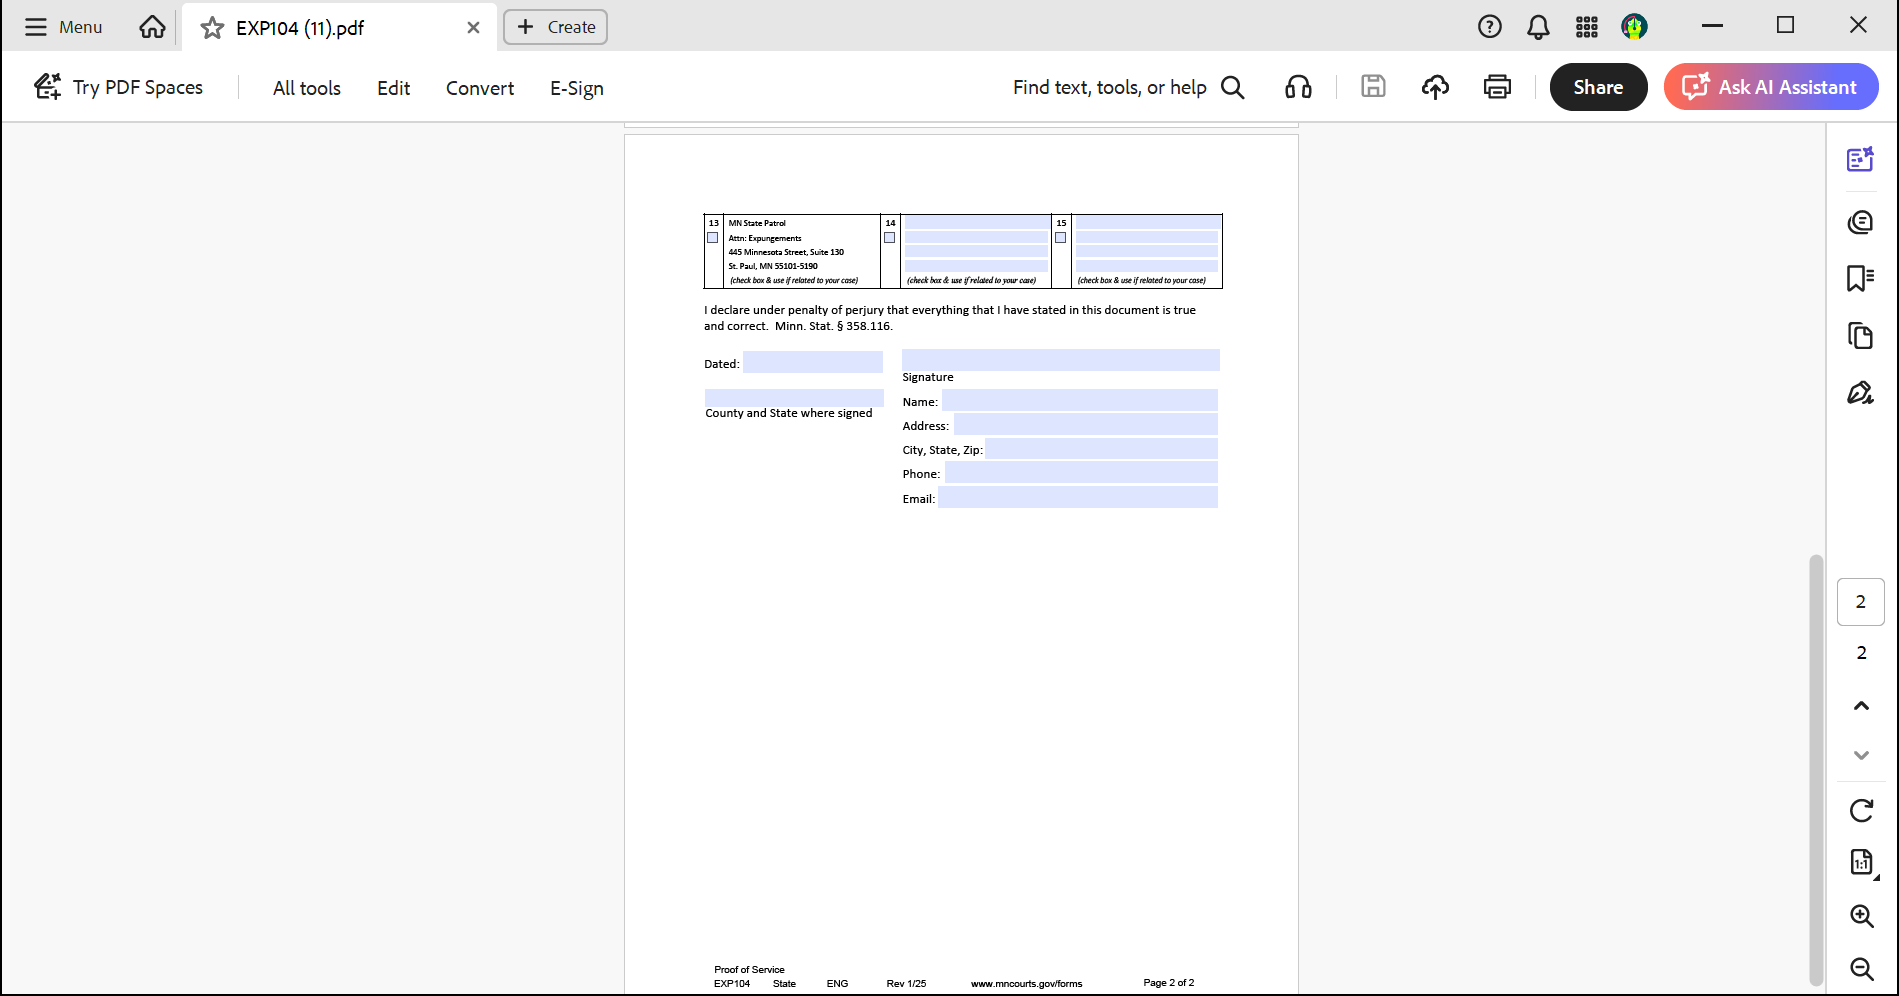 Menu
EXP104 (11).pdf
Create
Try PDF Spaces
All tools
Edit
Convert
E-Sign
Find text, tools, or help
Share
Ask AI Assistant
13
MN State Patrol
Attn: Expungements
445 Minnesota Street, Suite 130
St. Paul, MN 55101-5190
(check box & use if related to your case)
14
(check box & use if related to your case)
15
(check box & use if related to your case)
I declare under penalty of perjury that everything that I have stated in this document is true
and correct.  Minn. Stat. § 358.116.
Dated:
County and State where signed
Signature
Name:
Address:
City, State, Zip:
Phone:
Email:
Proof of Service
EXP104 State ENG Rev 1/25 www.mncourts.gov/forms Page 2 of 2
2
2
1:1